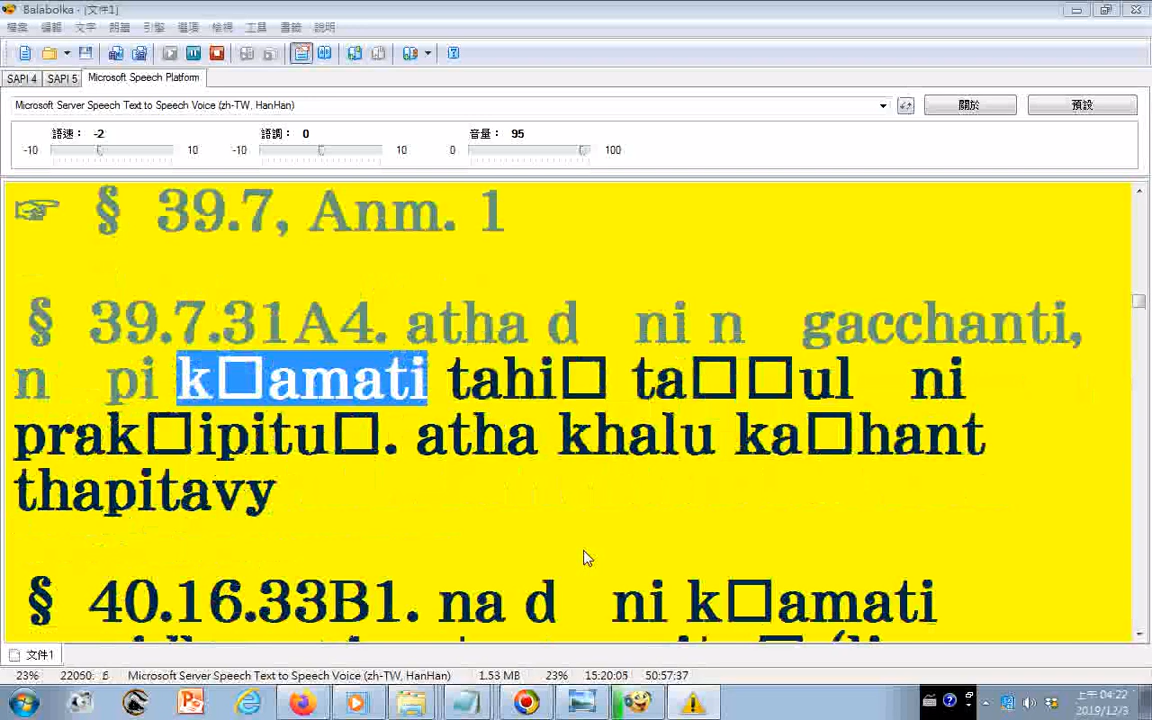 Balabolka - [文件1]
檔案 編輯 文字 朗讀 引擎 選項 檢視 工具 書籤 說明
SAPI 4 SAPI 5 Microsoft Speech Platform
Microsoft Server Speech Text to Speech Voice (zh-TW, HanHan) 關於 預設
語速： -2 語調： 0 音量： 95
-10 10 -10 10 0 100
☞ § 39.7, Anm. 1
§ 39.7.31A4. atha d ni n gacchanti,
n pi k□amati tahi□ ta□□ul ni
prak□ipitu□. atha khalu ka□hant
thapitavy
§ 40.16.33B1. na d ni k□amati
文件1
23% 22050. Microsoft Server Speech Text to Speech Voice (zh-TW, HanHan) 1.53 MB 23% 15:20:05 50:57:37
上午 04:22
2019/12/3